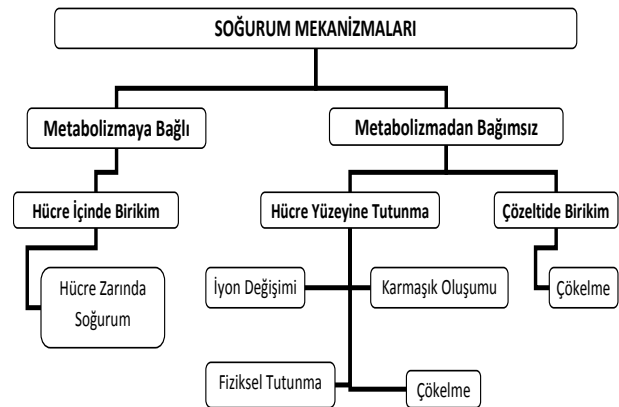 SOĞURUM MEKANİZMALARI
Metabolizmaya Bağlı
Metabolizmadan Bağımsız
Hücre İçinde Birikim
Hücre Yüzeyine Tutunma
Çözeltide Birikim
Hücre Zarında
Soğurum
İyon Değişimi
Karmaşık Oluşumu
Çökelme
Fiziksel Tutunma
Çökelme